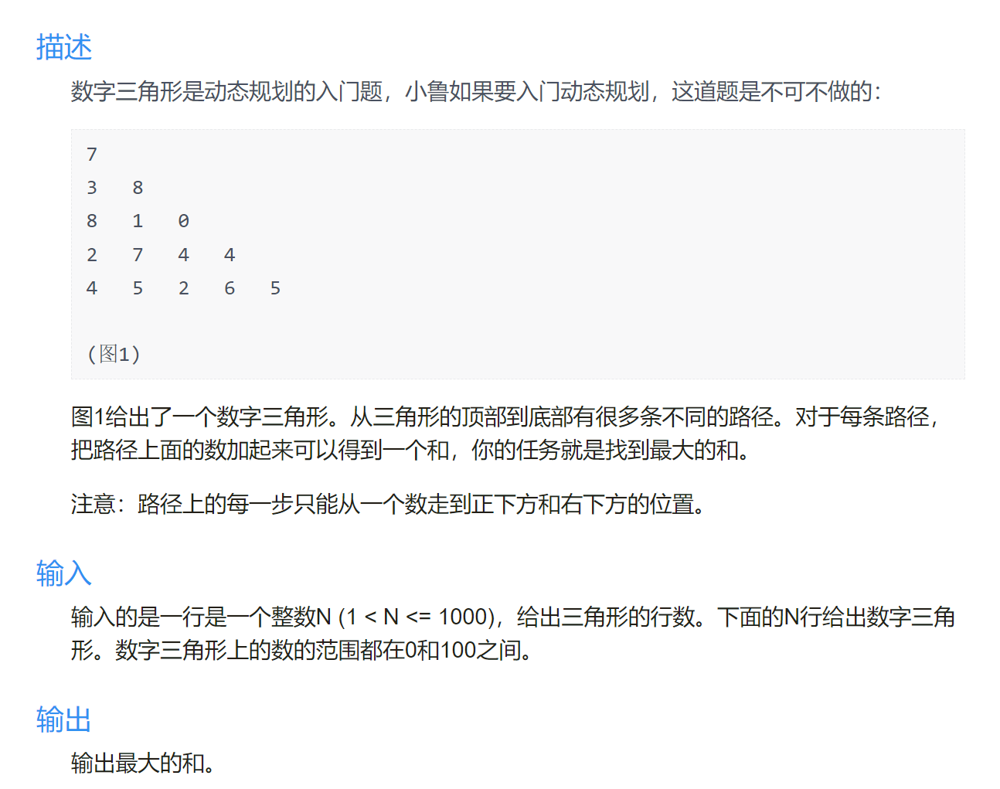 描述
数字三角形是动态规划的入门题，小鲁如果要入门动态规划，这道题是不可不做的：
7
3   8
8   1   0
2   7   4   4
4   5   2   6   5
(图1)
图1给出了一个数字三角形。从三角形的顶部到底部有很多条不同的路径。对于每条路径，
把路径上面的数加起来可以得到一个和，你的任务就是找到最大的和。
注意：路径上的每一步只能从一个数走到正下方和右下方的位置。
输入
输入的是一行是一个整数N (1 < N <= 1000)，给出三角形的行数。下面的N行给出数字三角
形。数字三角形上的数的范围都在0和100之间。
输出
输出最大的和。